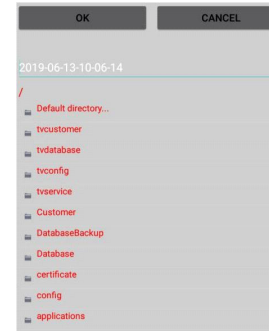 OK CANCEL
2019-06-13-10-06-14
/
Default directory...
tvcustomer
tvdatabase
tvconfig
tvservice
Customer
DatabaseBackup
Database
certificate
config
applications